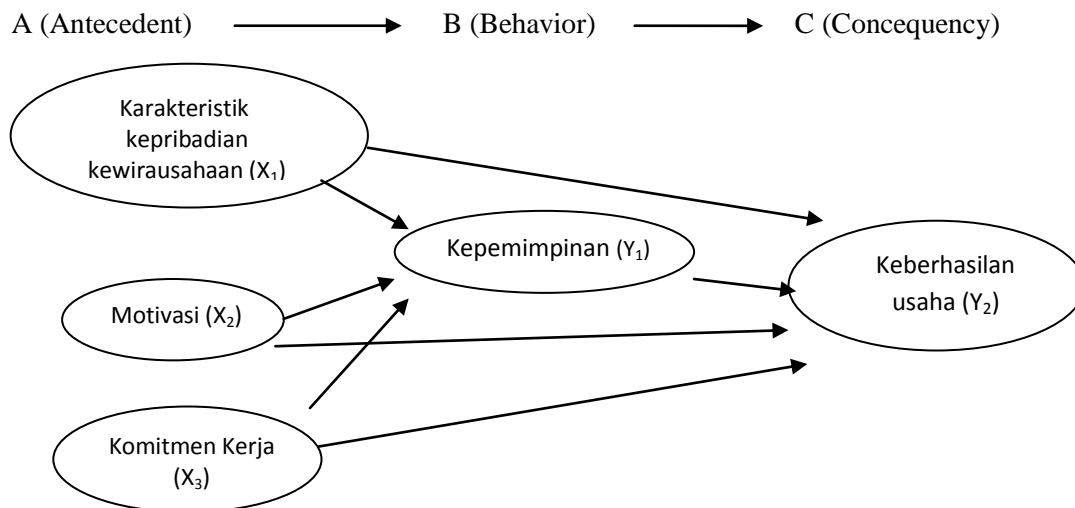 A (Antecedent) B (Behavior) C (Concequency)
Karakteristik
kepribadian
kewirausahaan (X₁)
Kepemimpinan (Y₁)
Keberhasilan
usaha (Y₂)
Motivasi (X₂)
Komitmen Kerja
(X₃)